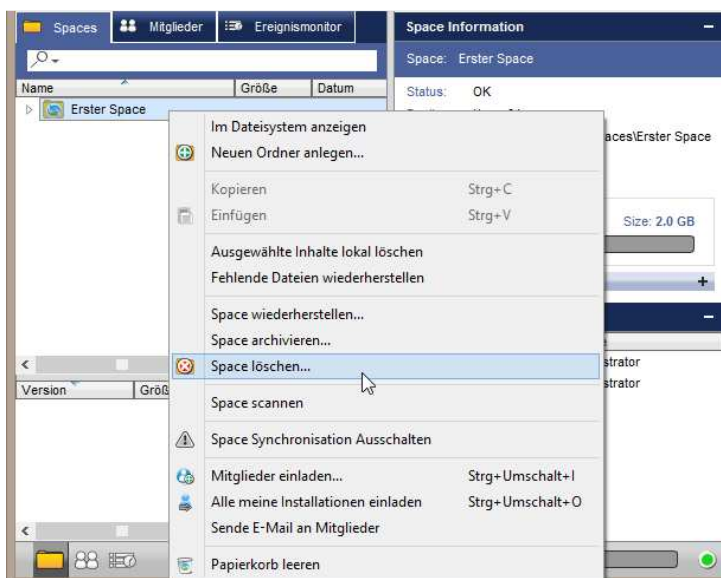 Spaces
Mitglieder
Ereignismonitor
Name
Größe
Datum
Erster Space
Space Information
Space: Erster Space
Status: OK
aces\Erster Space
Size: 2.0 GB
strator
strator
Version
Im Dateisystem anzeigen
Neuen Ordner anlegen...
Kopieren Strg+C
Einfügen Strg+V
Ausgewählte Inhalte lokal löschen
Fehlende Dateien wiederherstellen
Space wiederherstellen...
Space archivieren...
Space löschen...
Space scannen
Space Synchronisation Ausschalten
Mitglieder einladen... Strg+Umschalt+I
Alle meine Installationen einladen Strg+Umschalt+O
Sende E-Mail an Mitglieder
Papierkorb leeren